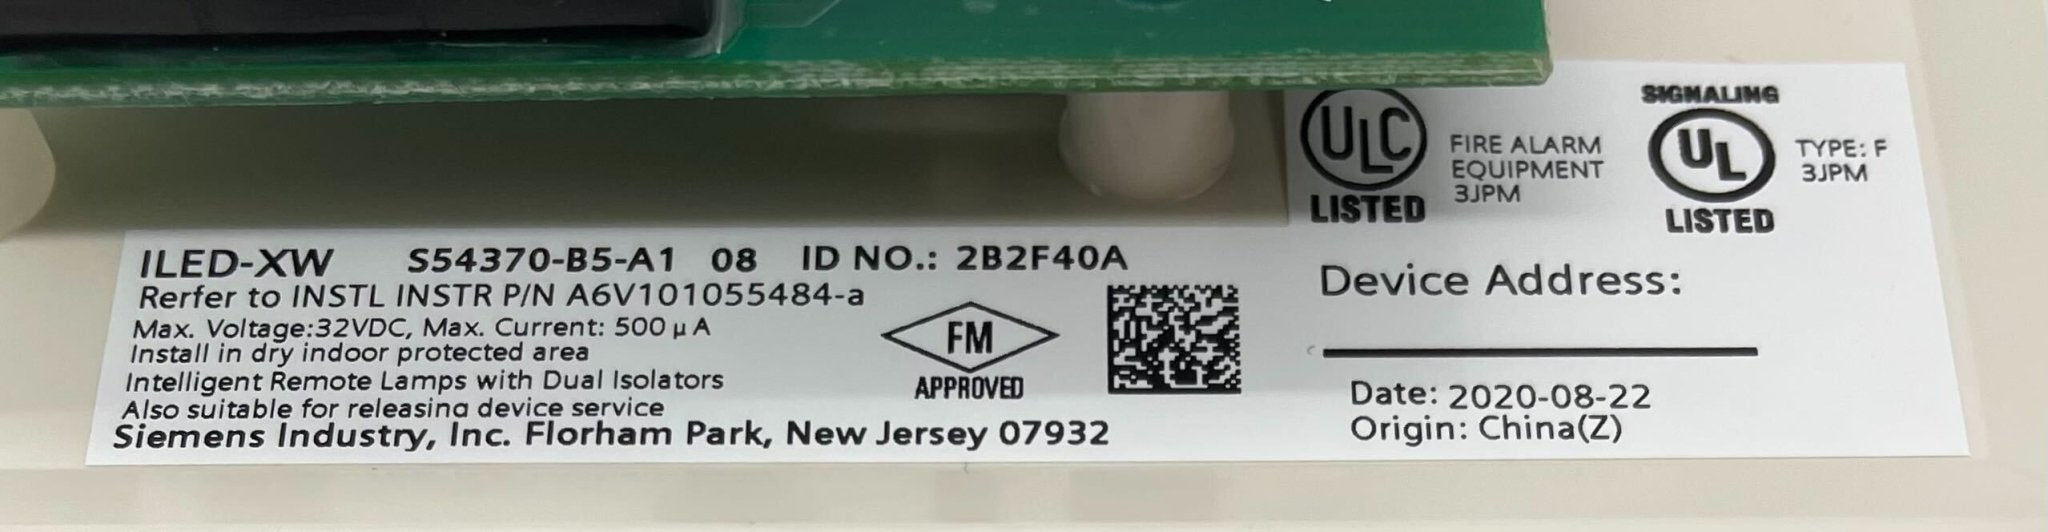 ILED-XW S54370-B5-A1 08 ID NO.: 2B2F40A
Rerfer to INSTL INSTR P/N A6V101055484-a
Max. Voltage:32VDC, Max. Current: 500 µA
Install in dry indoor protected area
Intelligent Remote Lamps with Dual Isolators
Also suitable for releasing device service
Siemens Industry, Inc. Florham Park, New Jersey 07932
FM
APPROVED
ULC
LISTED
FIRE ALARM
EQUIPMENT
3JPM
SIGNALING
UL
LISTED
TYPE: F
3JPM
Device Address:
Date: 2020-08-22
Origin: China(Z)